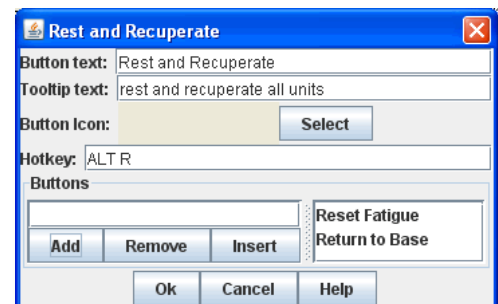 Rest and Recuperate
Button text: Rest and Recuperate
Tooltip text: rest and recuperate all units
Button Icon: Select
Hotkey: ALT R
Buttons
Reset Fatigue
Return to Base
Add Remove Insert
Ok Cancel Help